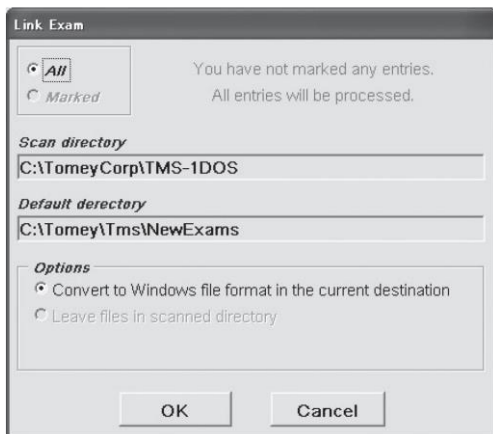 Link Exam
All
You have not marked any entries.
Marked
All entries will be processed.
Scan directory
C:\TomeyCorp\TMS-1DOS
Default derectory
C:\Tomey\Tms\NewExams
Options
Convert to Windows file format in the current destination
Leave files in scanned directory
OK
Cancel